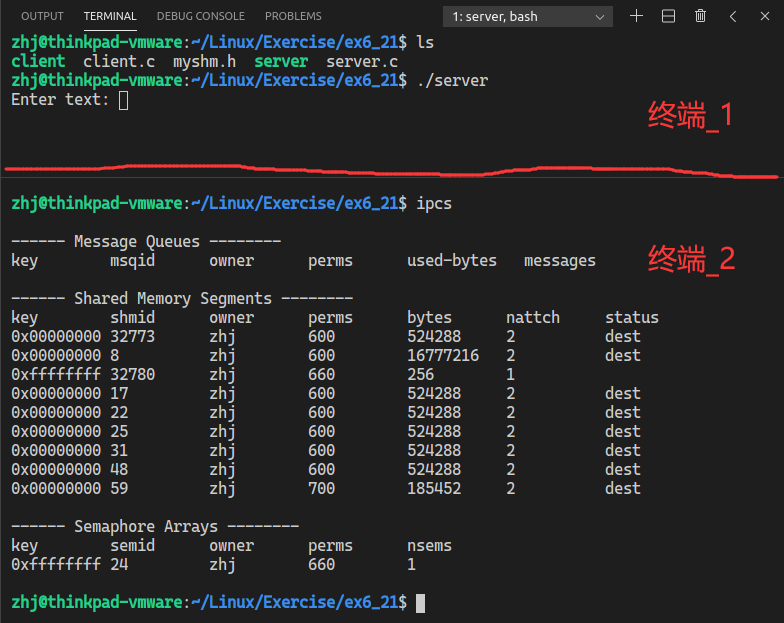 OUTPUT TERMINAL DEBUG CONSOLE PROBLEMS 1: server, bash
zhj@thinkpad-vmware:~/Linux/Exercise/ex6_21$ ls
client client.c myshm.h server server.c
zhj@thinkpad-vmware:~/Linux/Exercise/ex6_21$ ./server
Enter text:
终端_1
zhj@thinkpad-vmware:~/Linux/Exercise/ex6_21$ ipcs
------ Message Queues --------
key msqid owner perms used-bytes messages
终端_2
------ Shared Memory Segments --------
key shmid owner perms bytes nattch status
0x00000000 32773 zhj 600 524288 2 dest
0x00000000 8 zhj 600 16777216 2 dest
0xffffffff 32780 zhj 660 256 1
0x00000000 17 zhj 600 524288 2 dest
0x00000000 22 zhj 600 524288 2 dest
0x00000000 25 zhj 600 524288 2 dest
0x00000000 31 zhj 600 524288 2 dest
0x00000000 48 zhj 600 524288 2 dest
0x00000000 59 zhj 700 185452 2 dest
------ Semaphore Arrays --------
key semid owner perms nsems
0xffffffff 24 zhj 660 1
zhj@thinkpad-vmware:~/Linux/Exercise/ex6_21$